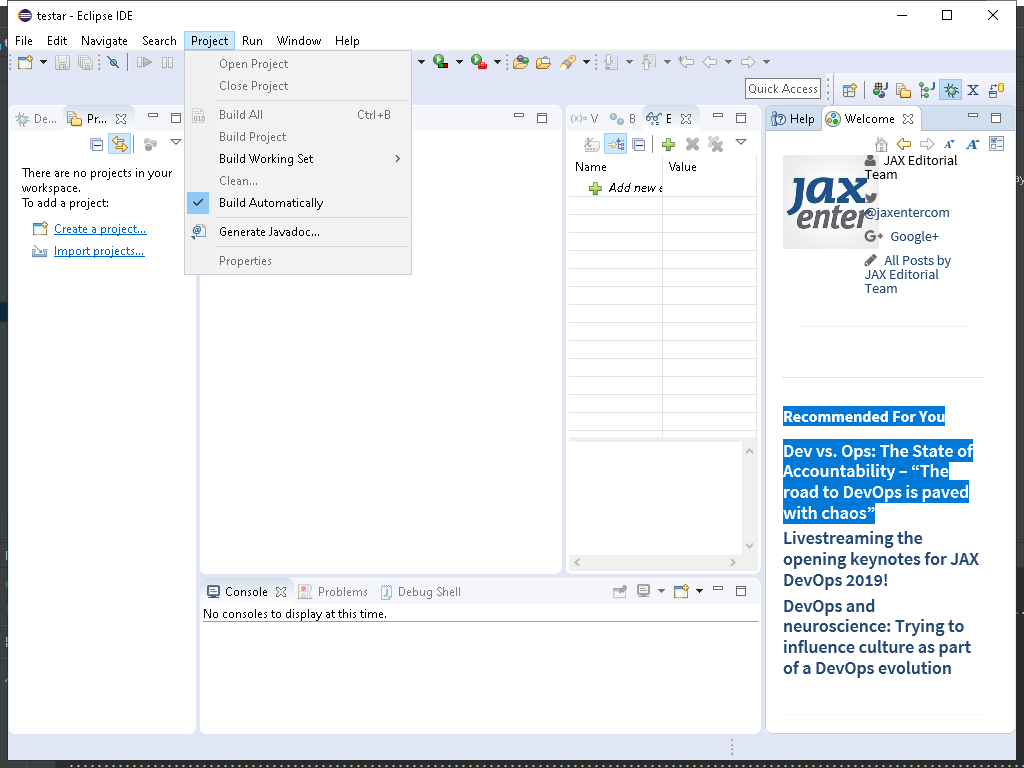 testar - Eclipse IDE
File Edit Navigate Search Project Run Window Help
Quick Access
Open Project
Close Project
Build All Ctrl+B
Build Project
Build Working Set
Clean...
Build Automatically
Generate Javadoc...
Properties
De... Pr...
There are no projects in your
workspace.
To add a project:
Create a project...
Import projects...
(x)= V B E
Name Value
Add new e
Console Problems Debug Shell
No consoles to display at this time.
Help Welcome
jax
enter
JAX Editorial
Team
@jaxentercom
Google+
All Posts by
JAX Editorial
Team
Recommended For You
Dev vs. Ops: The State of
Accountability – “The
road to DevOps is paved
with chaos”
Livestreaming the
opening keynotes for JAX
DevOps 2019!
DevOps and
neuroscience: Trying to
influence culture as part
of a DevOps evolution